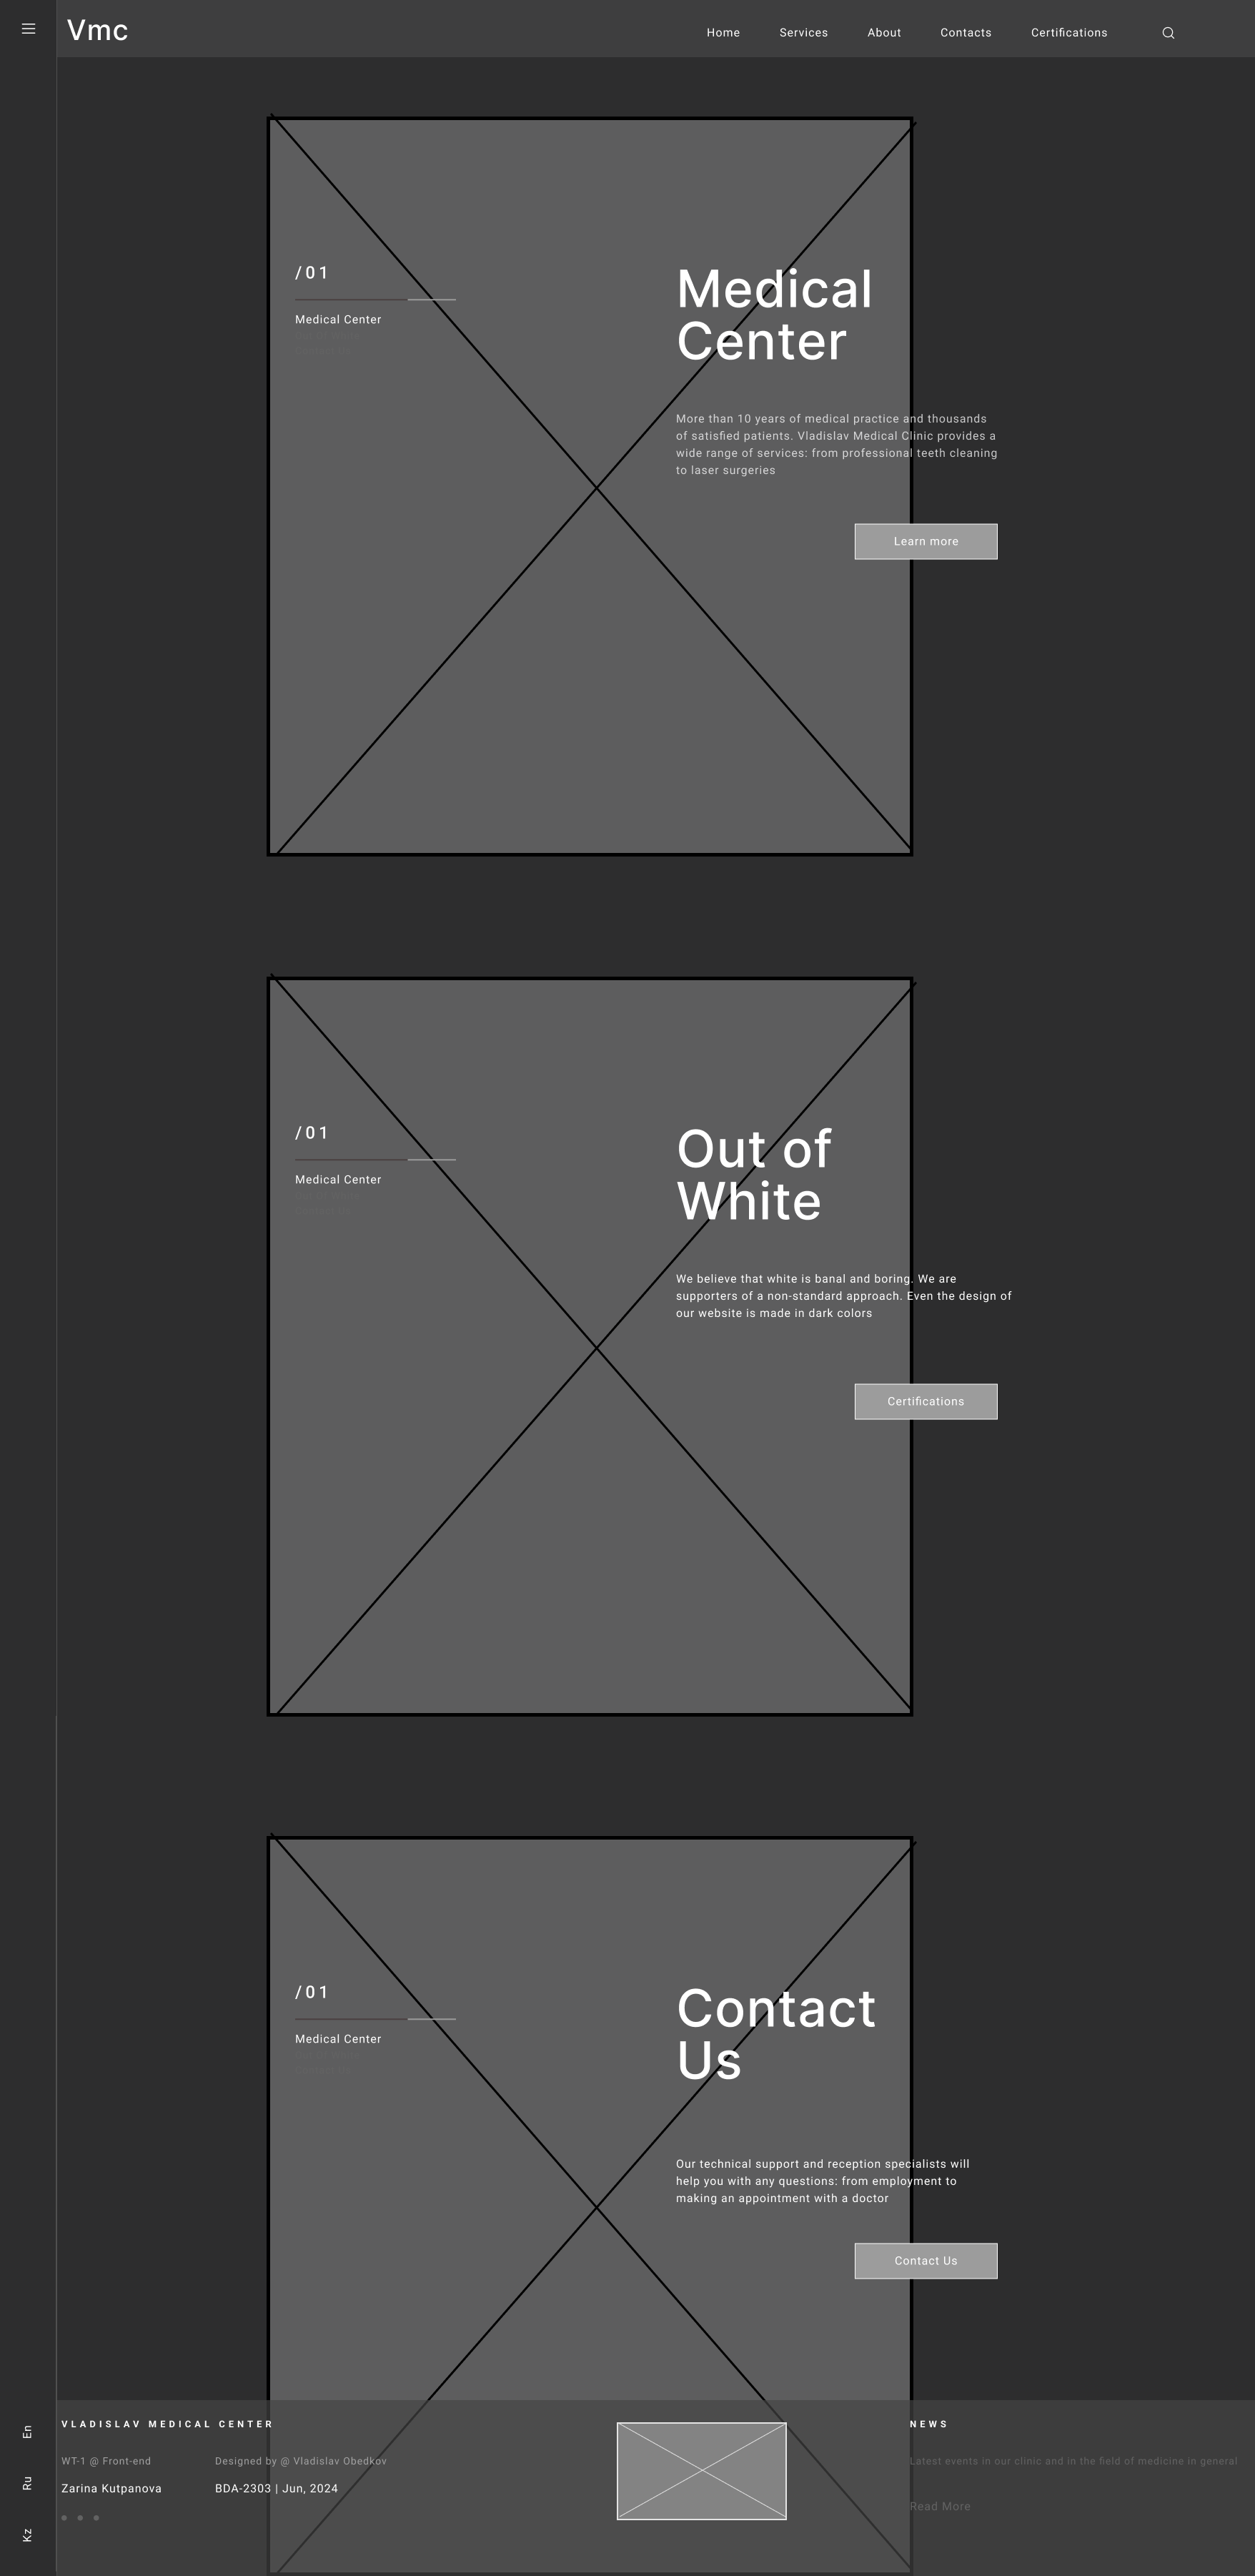 Vmc
Home
Services
About
Contacts
Certifications
/01
Medical Center
Medical
Center
More than 10 years of medical practice and thousands
of satisfied patients. Vladislav Medical Clinic provides a
wide range of services: from professional teeth cleaning
to laser surgeries
Learn more
/01
Medical Center
Out of
White
We believe that white is banal and boring. We are
supporters of a non-standard approach. Even the design of
our website is made in dark colors
Certifications
/01
Medical Center
Contact
Us
Our technical support and reception specialists will
help you with any questions: from employment to
making an appointment with a doctor
Contact Us
En
Ru
Kz
VLADISLAV MEDICAL CENTER
WT-1 @ Front-end
Designed by @ Vladislav Obedkov
Zarina Kutpanova
BDA-2303 | Jun, 2024
NEWS
Latest events in our clinic and in the field of medicine in general
Read More